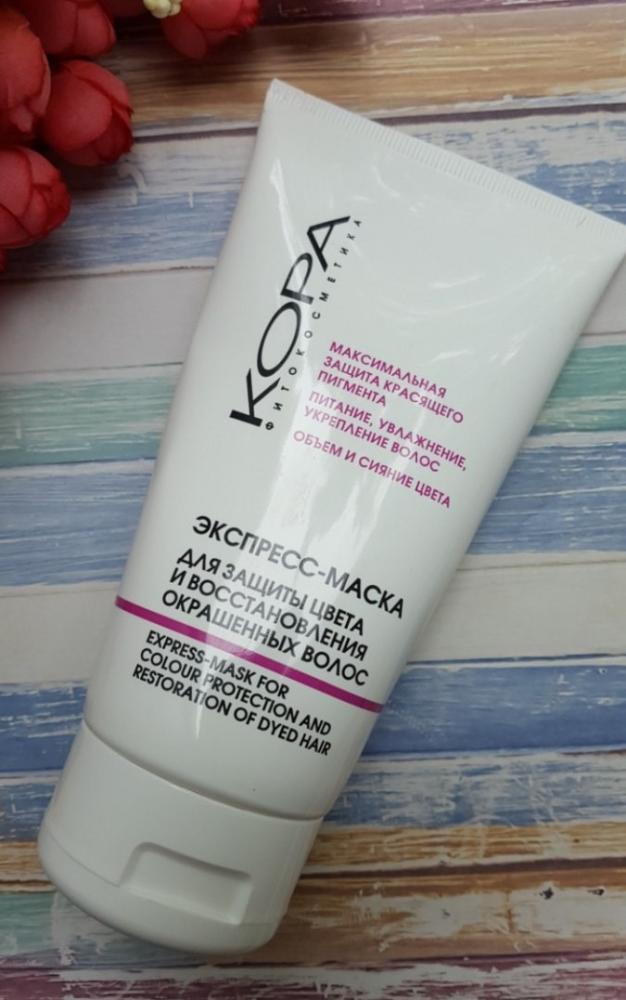 КОРА
ФИТОКОСМЕТИКА
МАКСИМАЛЬНАЯ
ЗАЩИТА КРАСЯЩЕГО
ПИГМЕНТА
ПИТАНИЕ, УВЛАЖНЕНИЕ,
УКРЕПЛЕНИЕ ВОЛОС
ОБЪЕМ И СИЯНИЕ ЦВЕТА
ЭКСПРЕСС-МАСКА
ДЛЯ ЗАЩИТЫ ЦВЕТА
И ВОССТАНОВЛЕНИЯ
ОКРАШЕННЫХ ВОЛОС
EXPRESS-MASK FOR
COLOUR PROTECTION AND
RESTORATION OF DYED HAIR